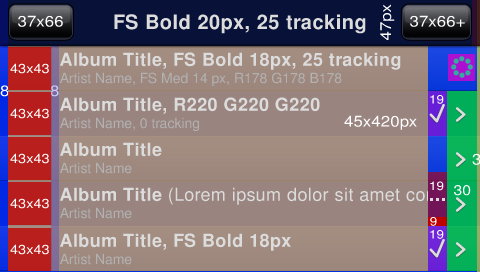 37x66
FS Bold 20px, 25 tracking
47px
37x66+
43x43
Album Title, FS Bold 18px, 25 tracking
Artist Name, FS Med 14 px, R178 G178 B178
8
8
43x43
Album Title, R220 G220 G220
Artist Name, 0 tracking
45x420px
19
43x43
Album Title
Artist Name
3
43x43
Album Title (Lorem ipsum dolor sit amet co
Artist Name
19
...
30
9
43x43
Album Title, FS Bold 18px
Artist Name
19